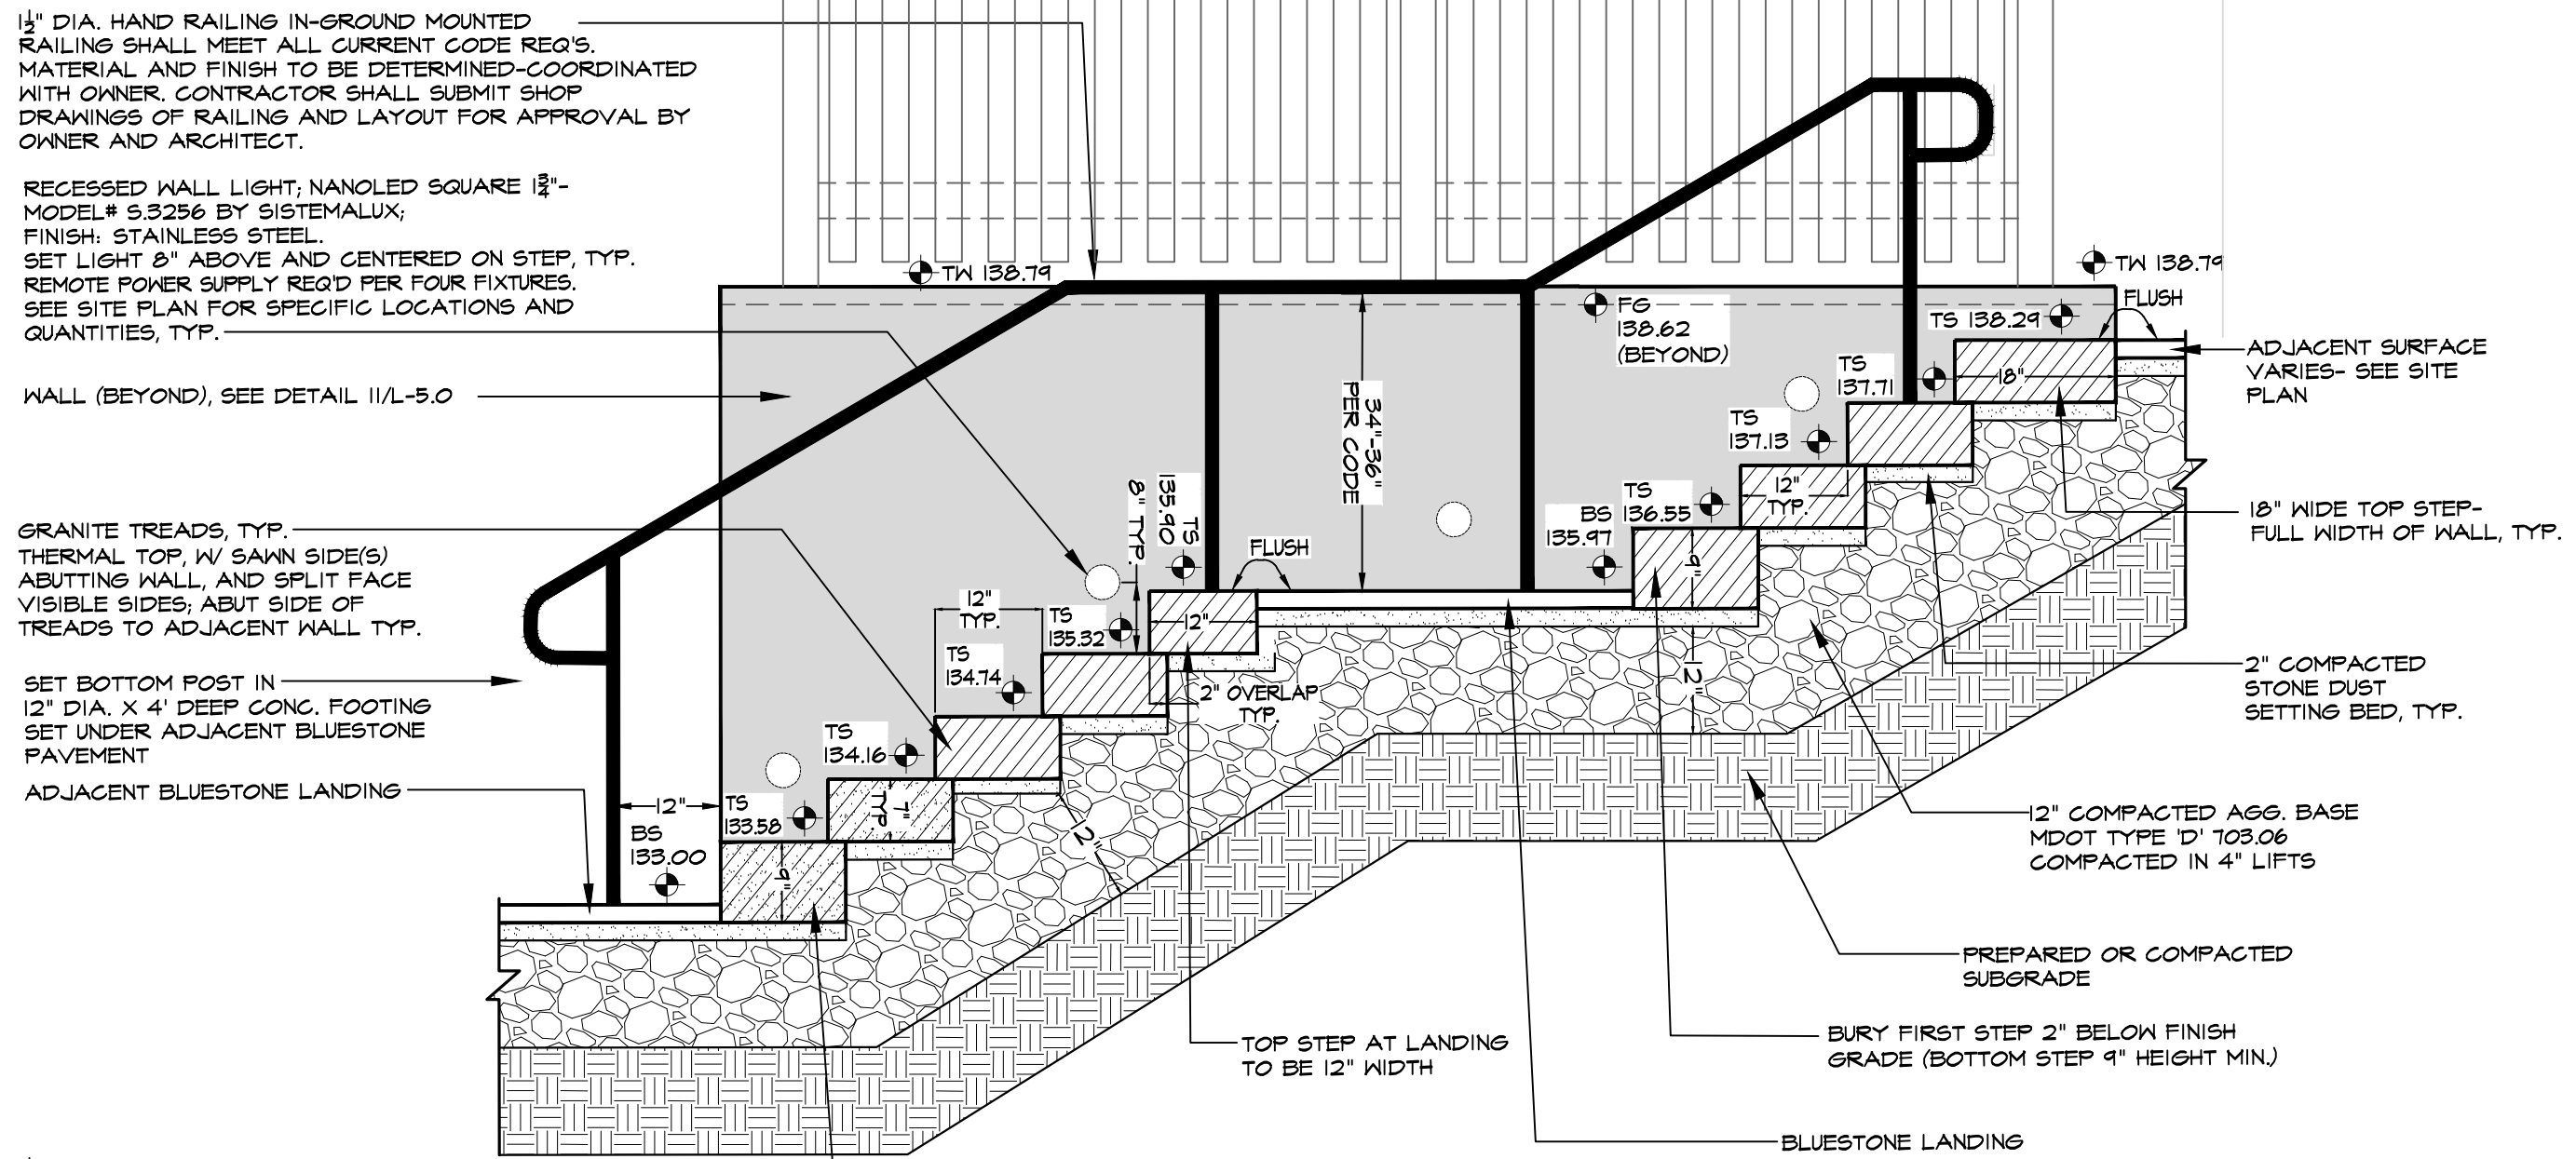 1½" DIA. HAND RAILING IN-GROUND MOUNTED
RAILING SHALL MEET ALL CURRENT CODE REQ'S.
MATERIAL AND FINISH TO BE DETERMINED-COORDINATED
WITH OWNER. CONTRACTOR SHALL SUBMIT SHOP
DRAWINGS OF RAILING AND LAYOUT FOR APPROVAL BY
OWNER AND ARCHITECT.
RECESSED WALL LIGHT; NANOLED SQUARE 1¾"-
MODEL# S.3256 BY SISTEMALUX;
FINISH: STAINLESS STEEL.
SET LIGHT 8" ABOVE AND CENTERED ON STEP, TYP.
REMOTE POWER SUPPLY REQ'D PER FOUR FIXTURES.
SEE SITE PLAN FOR SPECIFIC LOCATIONS AND
QUANTITIES, TYP.
WALL (BEYOND), SEE DETAIL 11/L-5.0
GRANITE TREADS, TYP.
THERMAL TOP, W/ SAWN SIDE(S)
ABUTTING WALL, AND SPLIT FACE
VISIBLE SIDES; ABUT SIDE OF
TREADS TO ADJACENT WALL TYP.
SET BOTTOM POST IN
12" DIA. X 4' DEEP CONC. FOOTING
SET UNDER ADJACENT BLUESTONE
PAVEMENT
ADJACENT BLUESTONE LANDING
12"
BS
133.00
TS
133.58
9"
7"
TYP.
TS
134.16
TS
134.74
12"
TYP.
TS
135.32
8" TYP.
TS
135.90
12"
2" OVERLAP
TYP.
12"
FLUSH
TW 138.79
34"-36"
PER CODE
FG
138.62
(BEYOND)
BS
135.97
TS
136.55
9"
12"
TS
137.13
12"
TYP.
TS
137.71
TS 138.29
18"
TW 138.79
FLUSH
ADJACENT SURFACE
VARIES- SEE SITE
PLAN
18" WIDE TOP STEP-
FULL WIDTH OF WALL, TYP.
2" COMPACTED
STONE DUST
SETTING BED, TYP.
12" COMPACTED AGG. BASE
MDOT TYPE 'D' 703.06
COMPACTED IN 4" LIFTS
PREPARED OR COMPACTED
SUBGRADE
BURY FIRST STEP 2" BELOW FINISH
GRADE (BOTTOM STEP 9" HEIGHT MIN.)
TOP STEP AT LANDING
TO BE 12" WIDTH
BLUESTONE LANDING